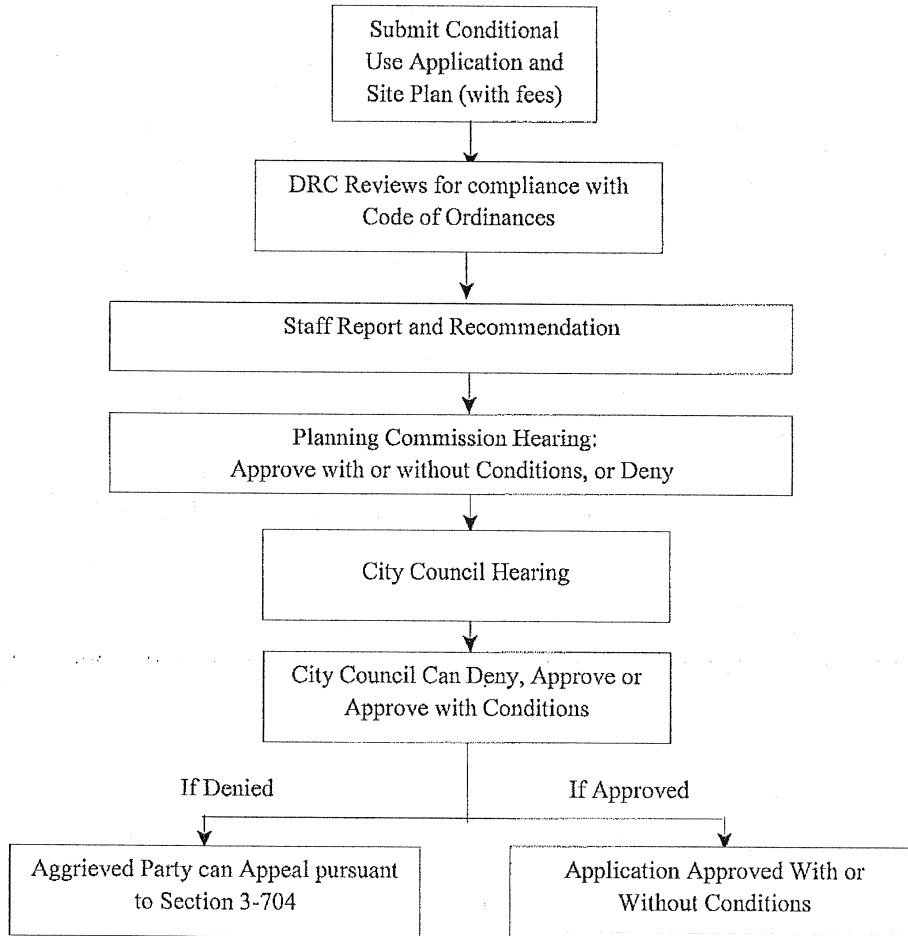 Submit Conditional
Use Application and
Site Plan (with fees)
DRC Reviews for compliance with
Code of Ordinances
Staff Report and Recommendation
Planning Commission Hearing:
Approve with or without Conditions, or Deny
City Council Hearing
City Council Can Deny, Approve or
Approve with Conditions
If Denied
If Approved
Aggrieved Party can Appeal pursuant
to Section 3-704
Application Approved With or
Without Conditions